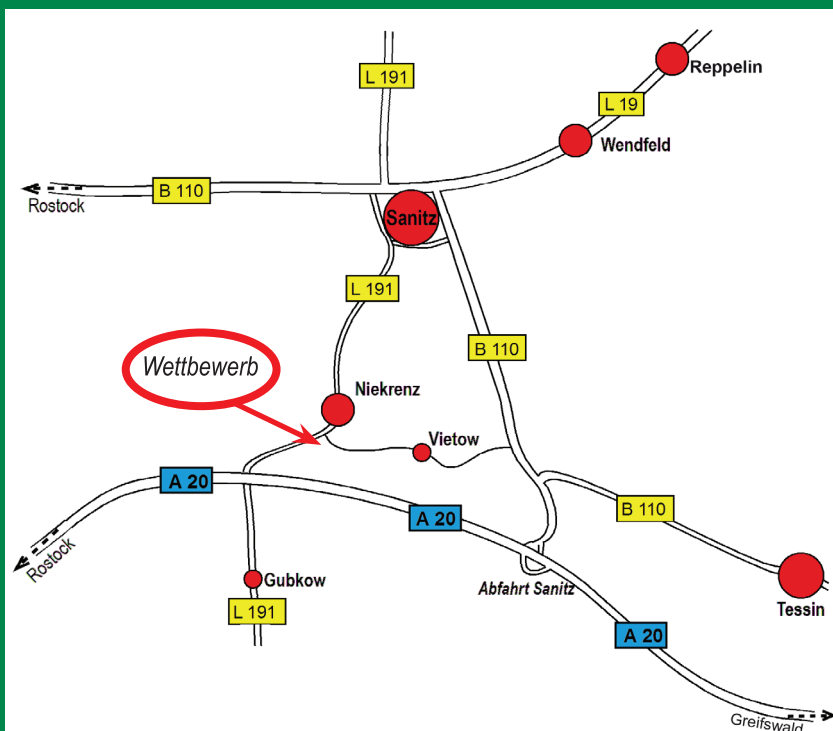 L 191
Reppelin
L 19
Wendfeld
B 110
Rostock
Sanitz
L 191
B 110
Wettbewerb
Niekrenz
Vietow
A 20
A 20
B 110
Rostock
Gubkow
Abfahrt Sanitz
Tessin
L 191
A 20
Greifswald